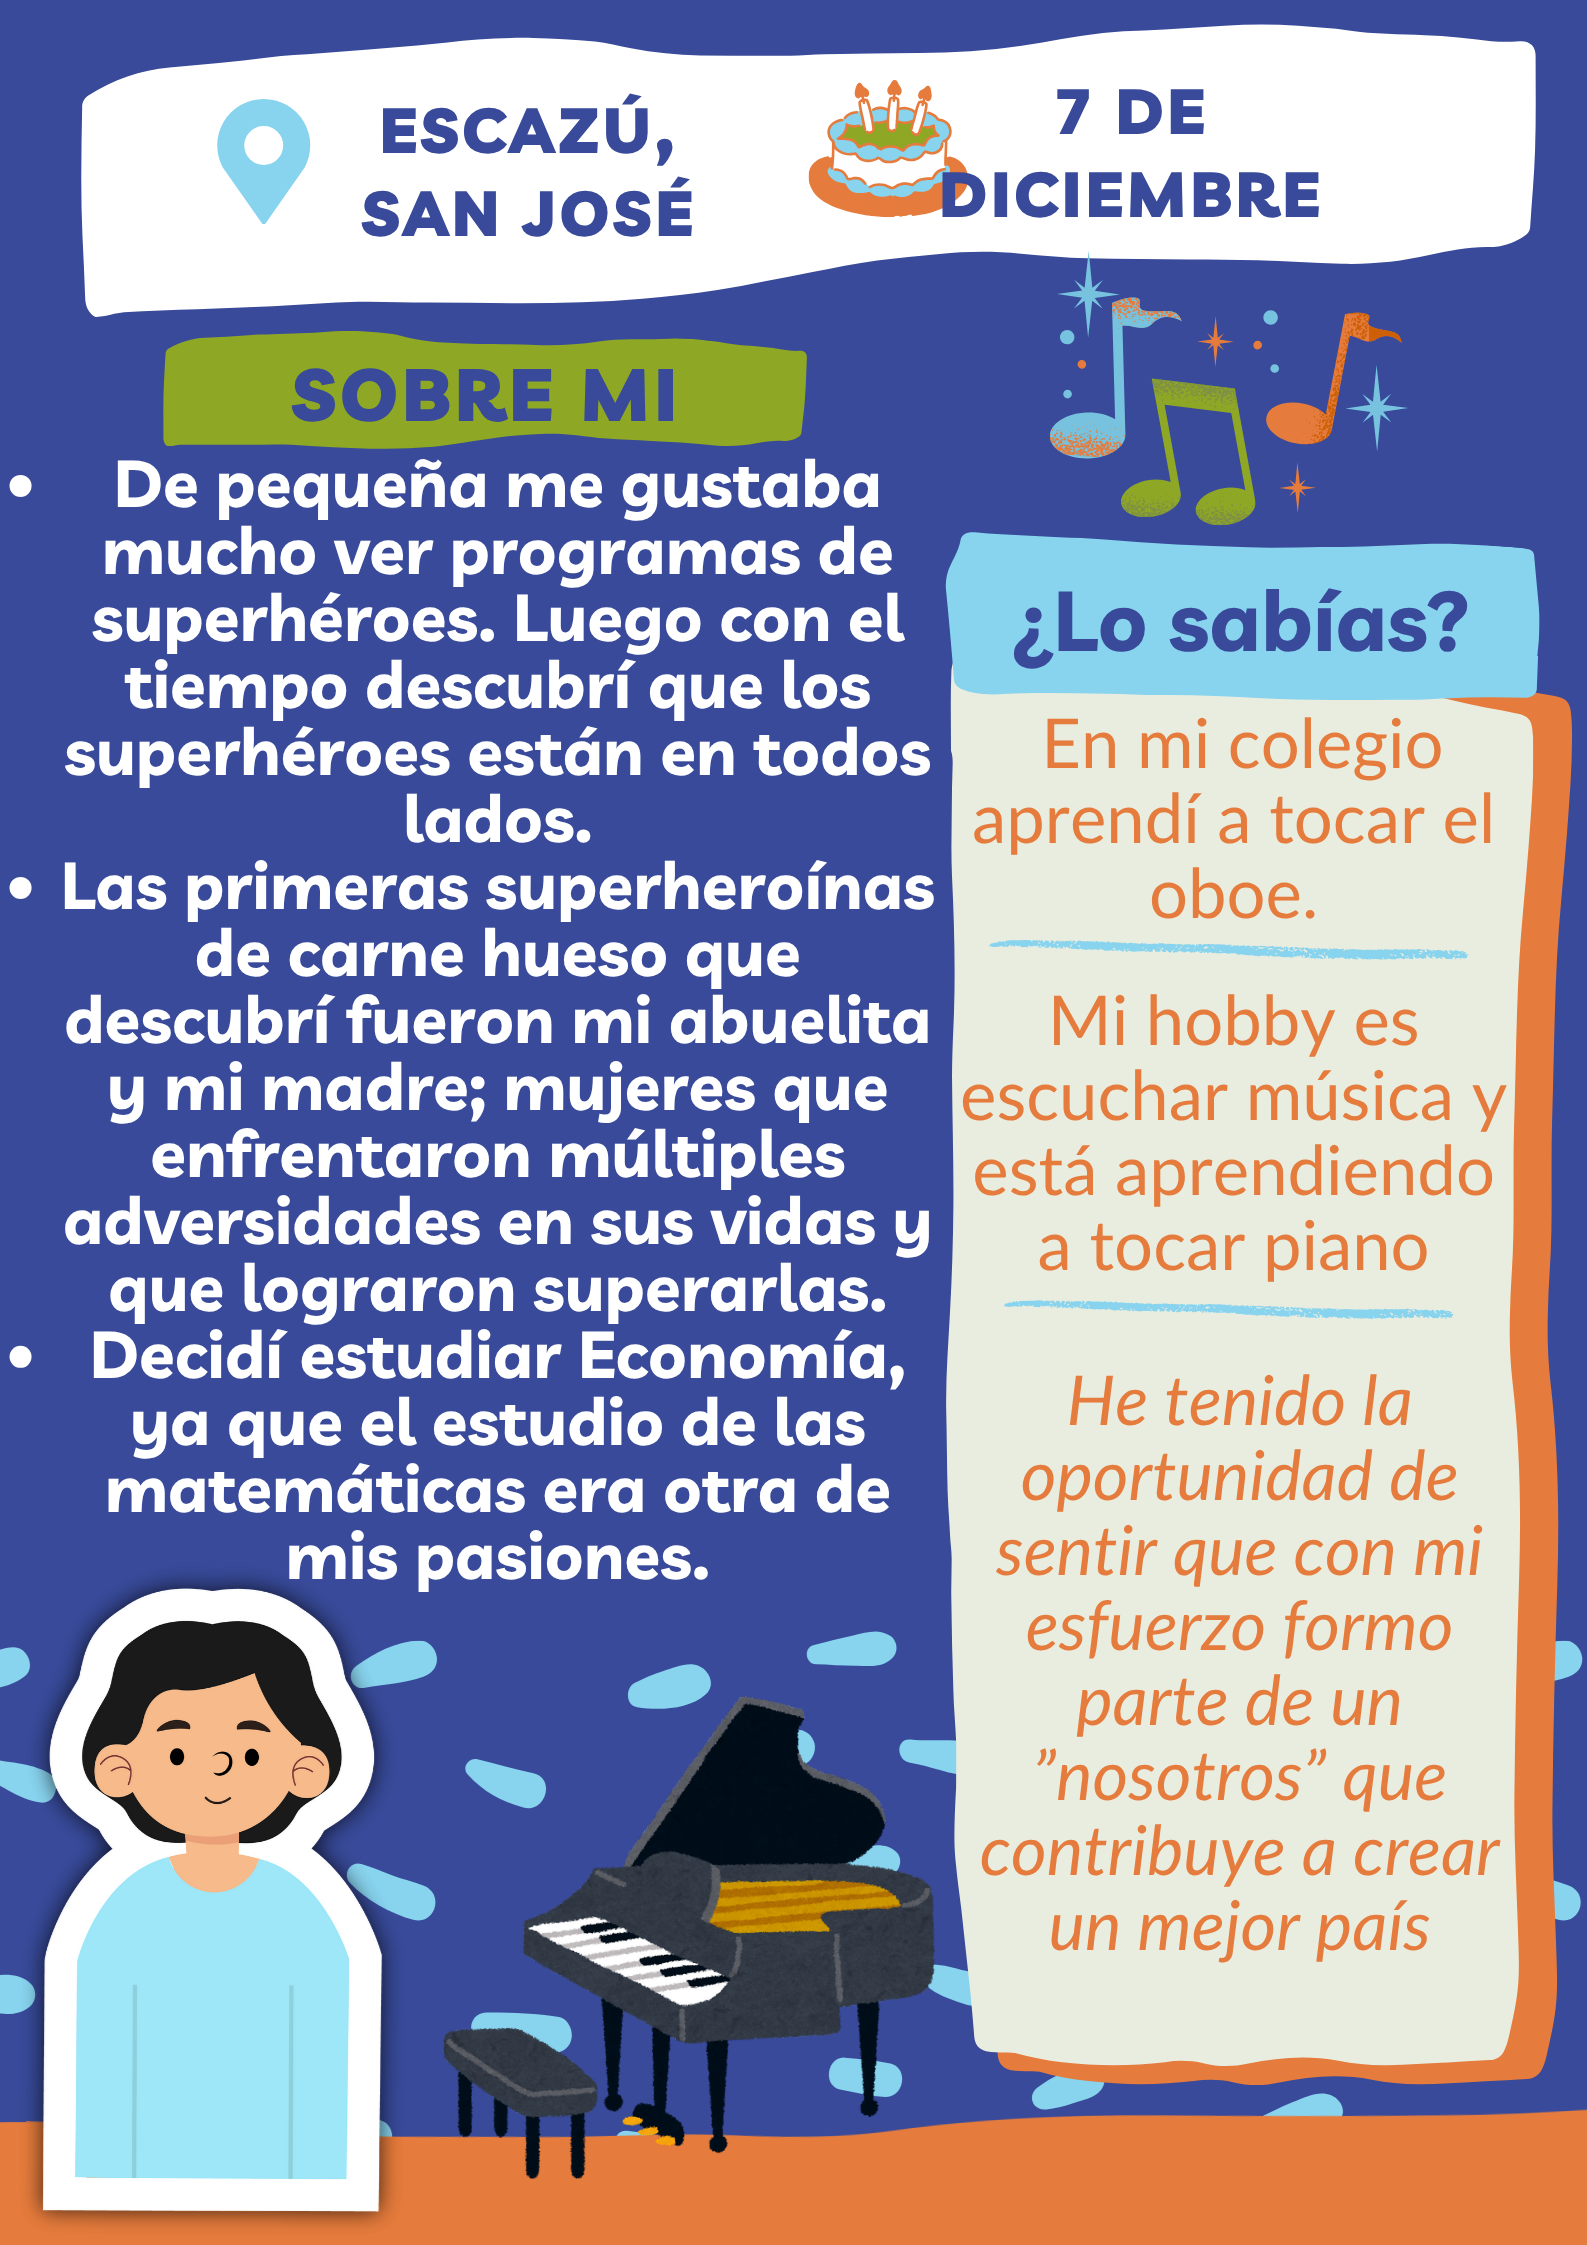 ESCAZÚ,
SAN JOSÉ
7 DE
DICIEMBRE
SOBRE MI
• De pequeña me gustaba
mucho ver programas de
superhéroes. Luego con el
tiempo descubrí que los
superhéroes están en todos
lados.
• Las primeras superheroínas
de carne hueso que
descubrí fueron mi abuelita
y mi madre; mujeres que
enfrentaron múltiples
adversidades en sus vidas y
que lograron superarlas.
• Decidí estudiar Economía,
ya que el estudio de las
matemáticas era otra de
mis pasiones.
¿Lo sabías?
En mi colegio
aprendí a tocar el
oboe.
Mi hobby es
escuchar música y
está aprendiendo
a tocar piano
He tenido la
oportunidad de
sentir que con mi
esfuerzo formo
parte de un
”nosotros” que
contribuye a crear
un mejor país